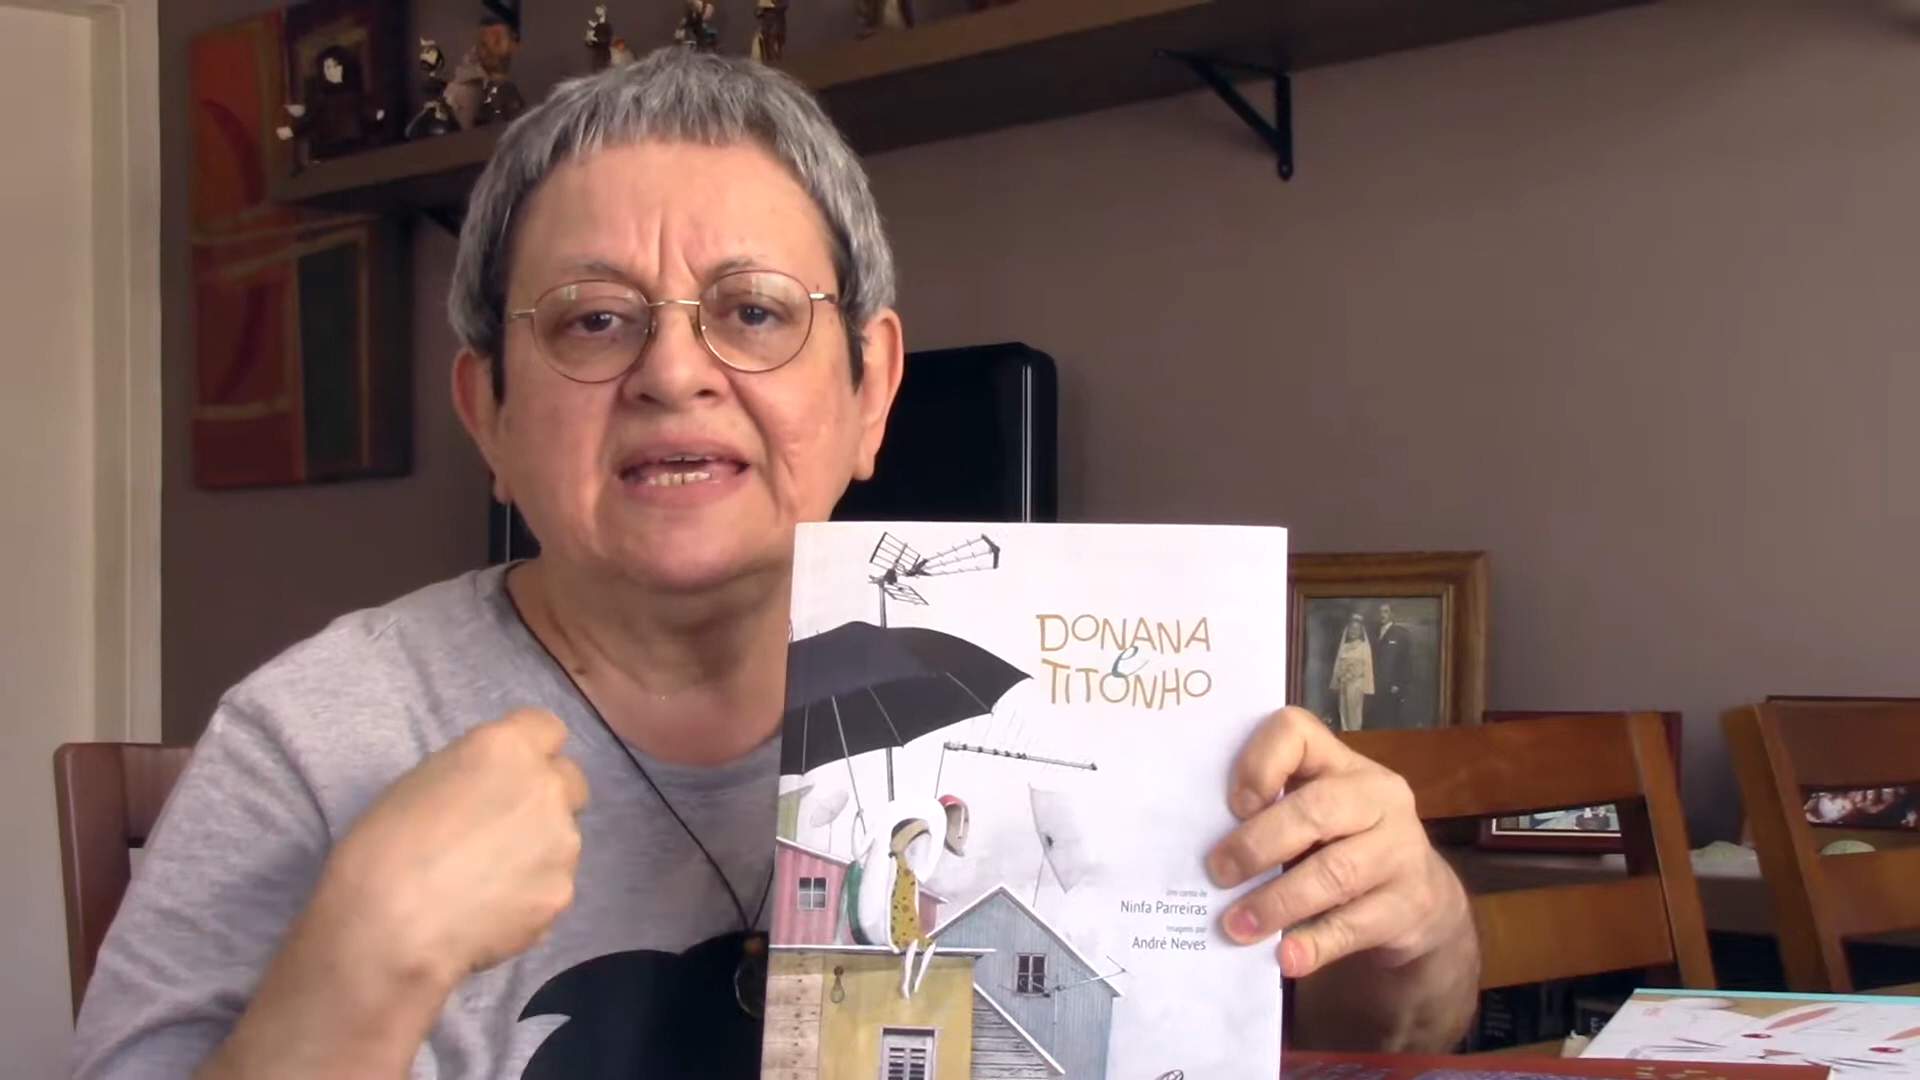 DONANA
e
TITONHO
Um conto de
Ninfa Parreiras
Imagens por
André Neves